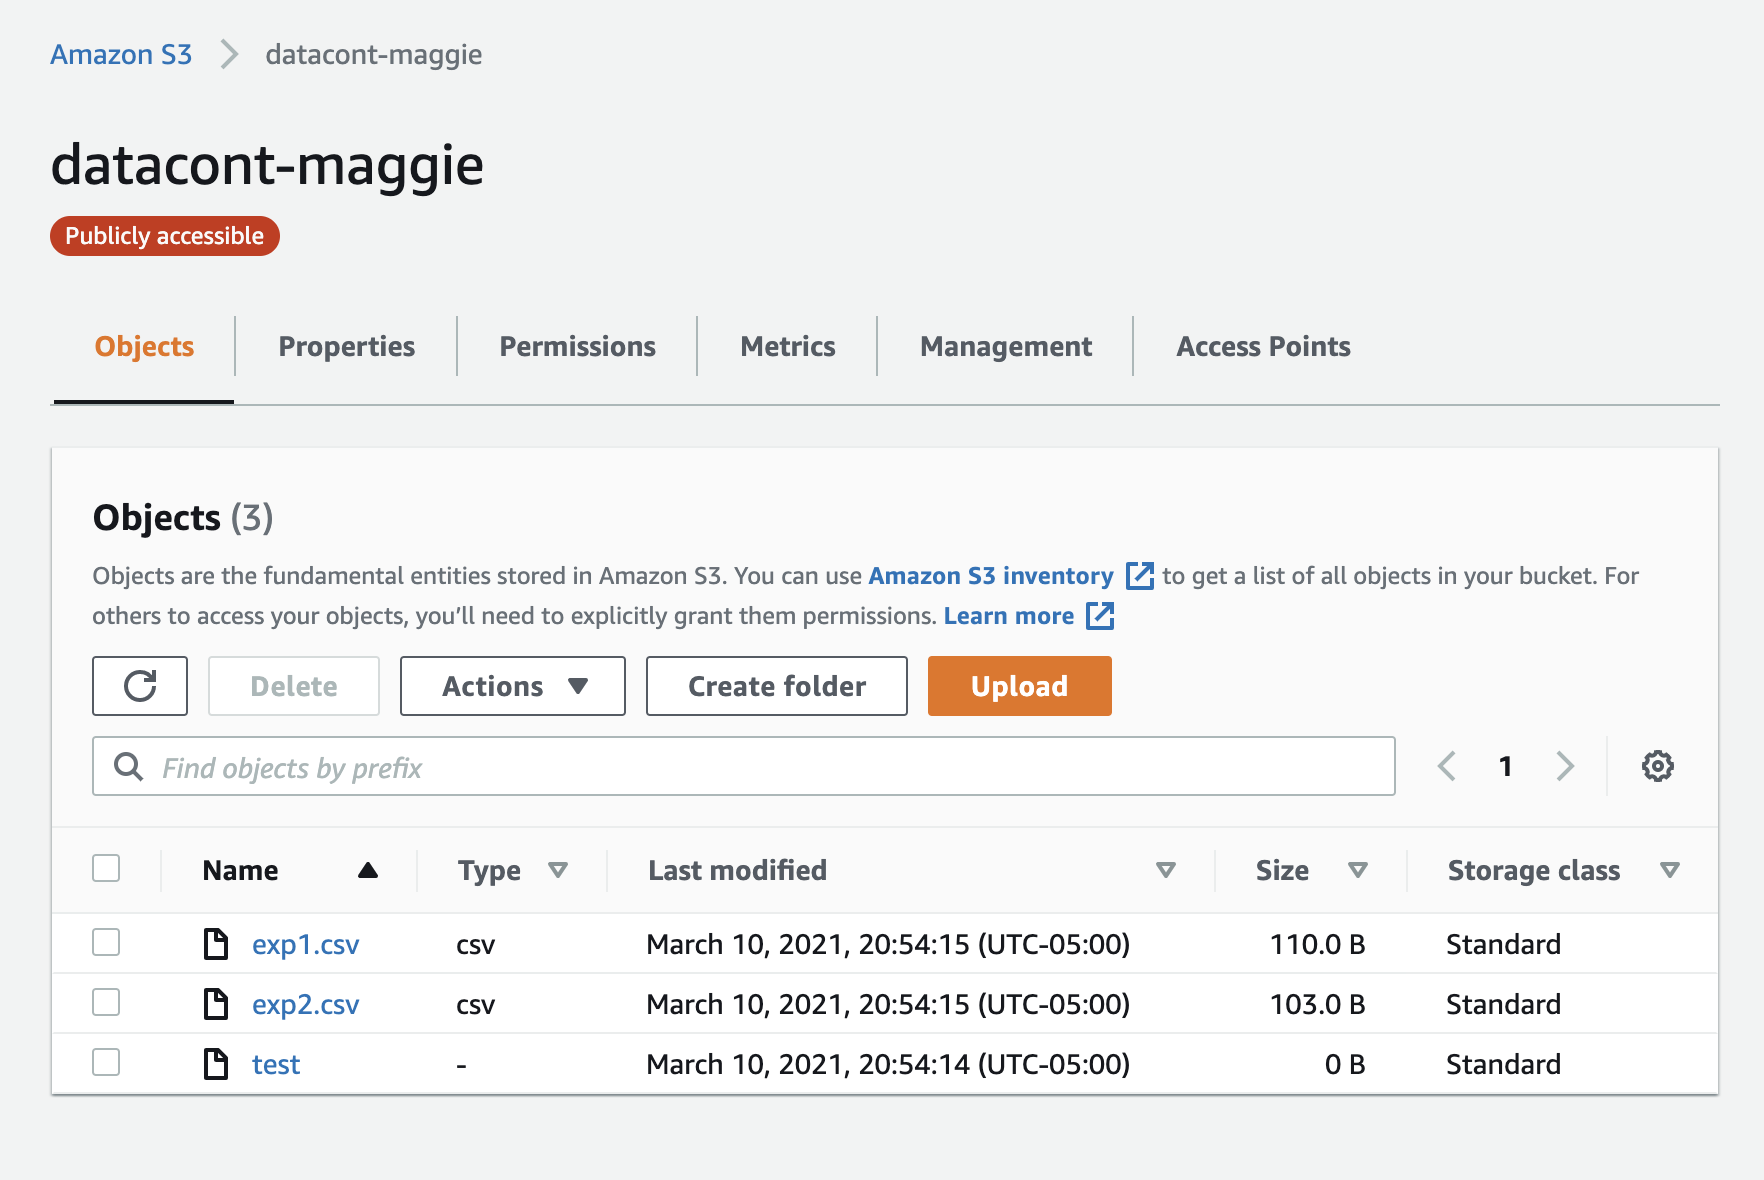 Amazon S3 datacont-maggie
datacont-maggie
Publicly accessible
Objects Properties Permissions Metrics Management Access Points
Objects (3)
Objects are the fundamental entities stored in Amazon S3. You can use Amazon S3 inventory to get a list of all objects in your bucket. For
others to access your objects, you’ll need to explicitly grant them permissions. Learn more
Delete Actions Create folder Upload
Find objects by prefix 1
Name Type Last modified Size Storage class
exp1.csv csv March 10, 2021, 20:54:15 (UTC-05:00) 110.0 B Standard
exp2.csv csv March 10, 2021, 20:54:15 (UTC-05:00) 103.0 B Standard
test - March 10, 2021, 20:54:14 (UTC-05:00) 0 B Standard